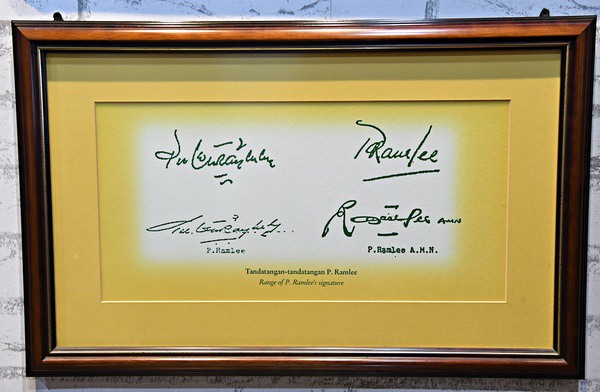 P.Ramlee
P.Ramlee
P.Ramlee A.M.N.
Tandatangan-tandatangan P. Ramlee
Range of P. Ramlee's signature